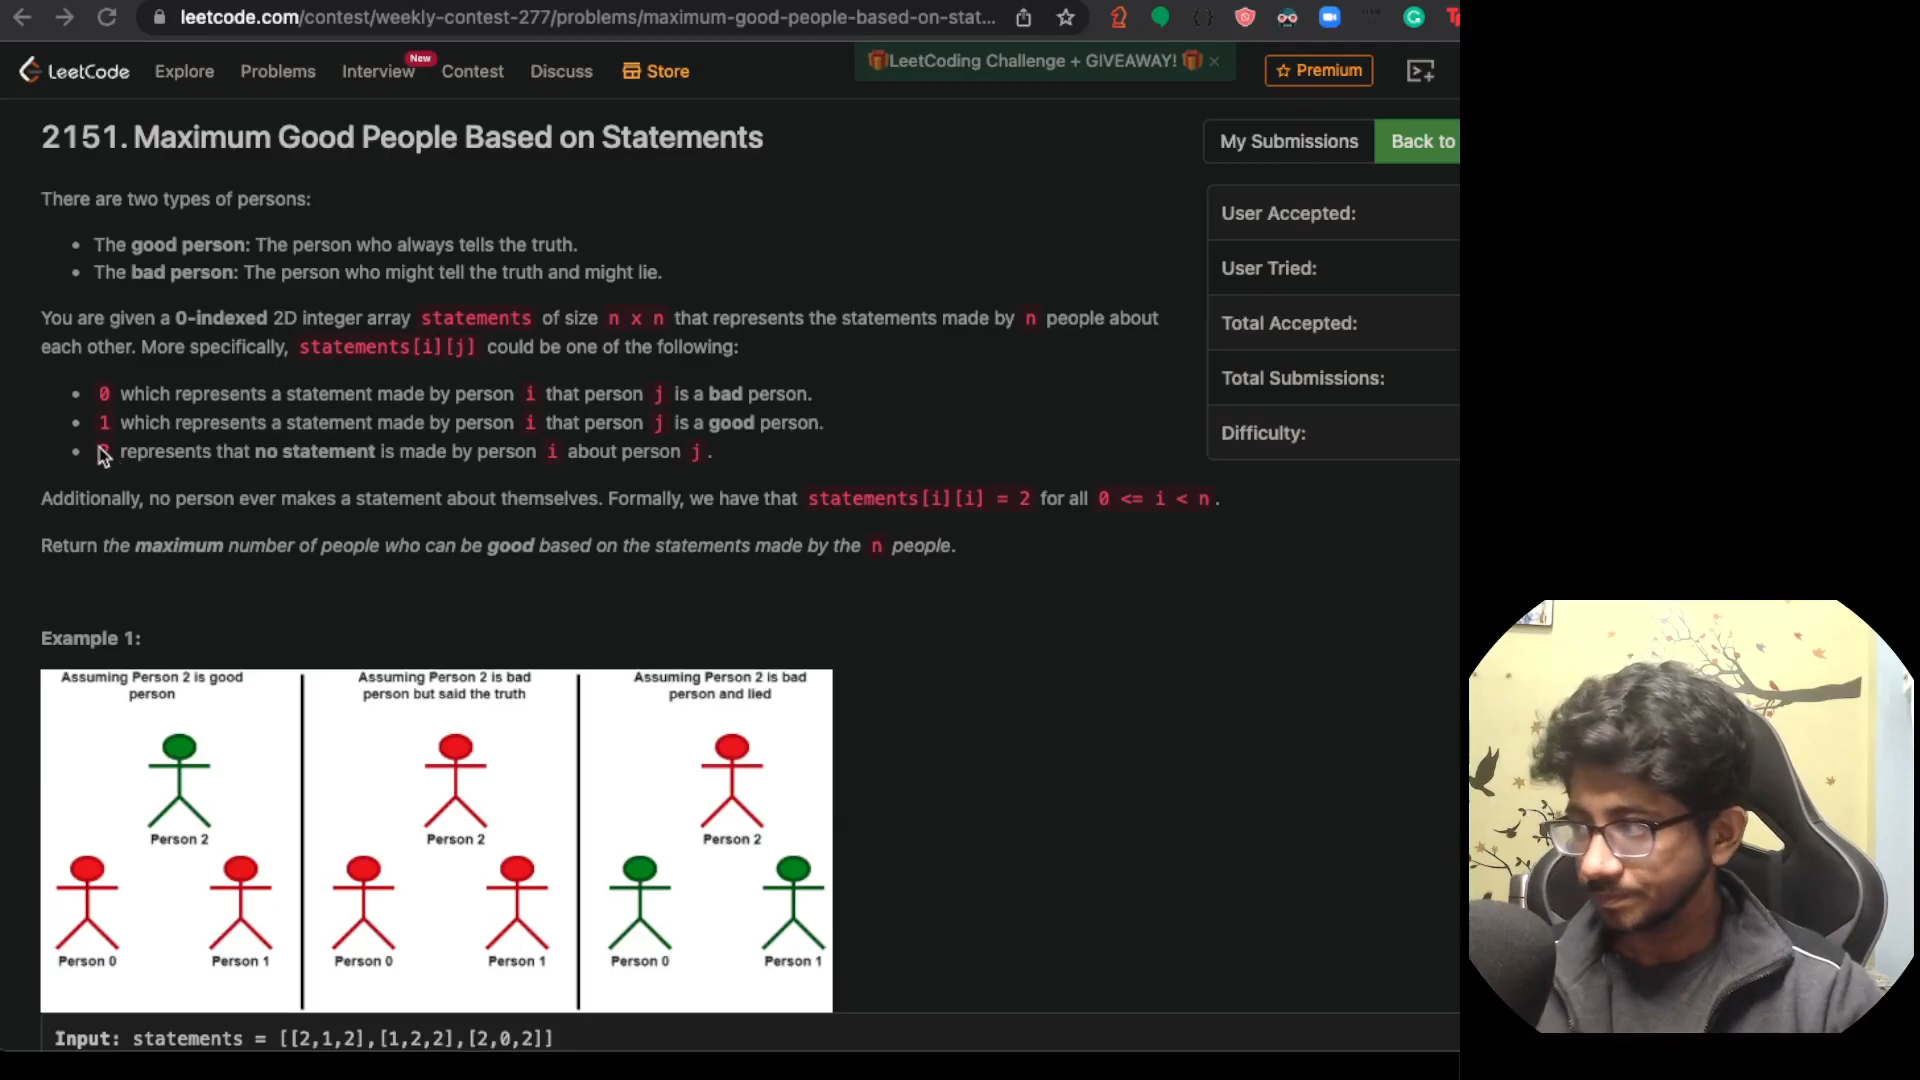 leetcode.com/contest/weekly-contest-277/problems/maximum-good-people-based-on-stat...
LeetCode Explore Problems Interview New Contest Discuss Store LeetCoding Challenge + GIVEAWAY! × Premium
2151. Maximum Good People Based on Statements
My Submissions Back to
There are two types of persons:
• The good person: The person who always tells the truth.
• The bad person: The person who might tell the truth and might lie.
You are given a 0-indexed 2D integer array statements of size n x n that represents the statements made by n people about
each other. More specifically, statements[i][j] could be one of the following:
• 0 which represents a statement made by person i that person j is a bad person.
• 1 which represents a statement made by person i that person j is a good person.
• represents that no statement is made by person i about person j.
Additionally, no person ever makes a statement about themselves. Formally, we have that statements[i][i] = 2 for all 0 <= i < n.
Return the maximum number of people who can be good based on the statements made by the n people.
User Accepted:
User Tried:
Total Accepted:
Total Submissions:
Difficulty:
Example 1:
Assuming Person 2 is good
person
Person 2
Person 0 Person 1
Assuming Person 2 is bad
person but said the truth
Person 2
Person 0 Person 1
Assuming Person 2 is bad
person and lied
Person 2
Person 0 Person 1
Input: statements = [[2,1,2],[1,2,2],[2,0,2]]